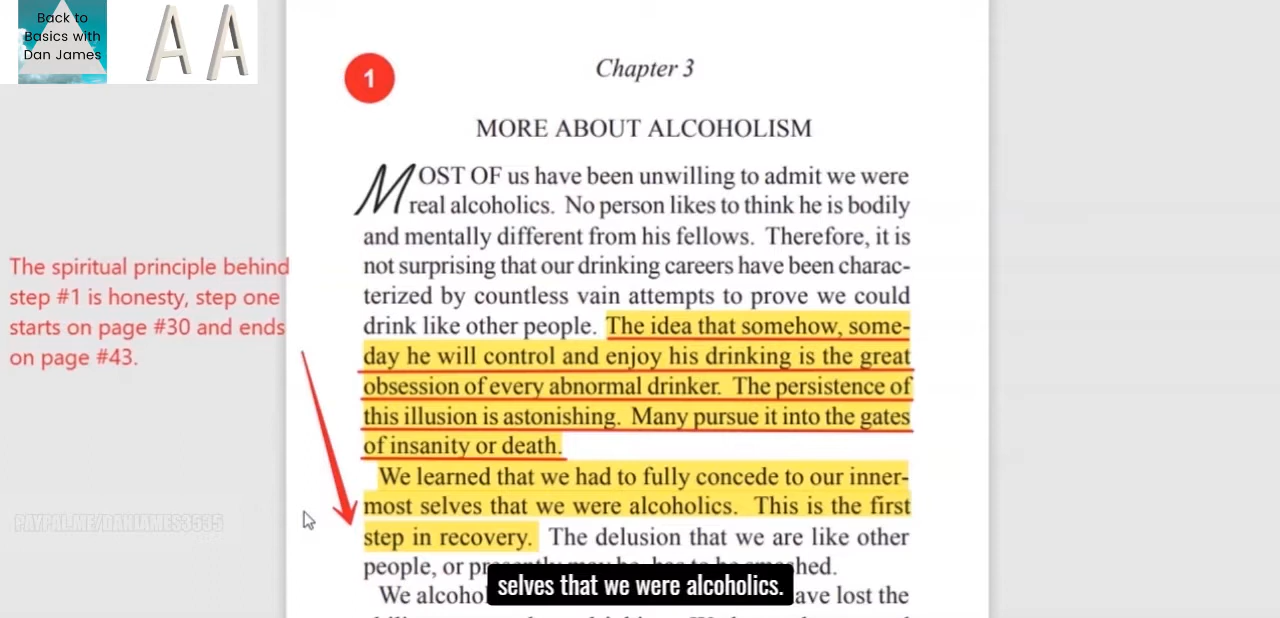 Back to
Basics with
Dan James
A A
1
Chapter 3
MORE ABOUT ALCOHOLISM
MOST OF us have been unwilling to admit we were
real alcoholics. No person likes to think he is bodily
and mentally different from his fellows. Therefore, it is
not surprising that our drinking careers have been charac-
terized by countless vain attempts to prove we could
drink like other people. The idea that somehow, some-
day he will control and enjoy his drinking is the great
obsession of every abnormal drinker. The persistence of
this illusion is astonishing. Many pursue it into the gates
of insanity or death.
We learned that we had to fully concede to our inner-
most selves that we were alcoholics. This is the first
step in recovery. The delusion that we are like other
people, or
We
have lost the
The spiritual principle behind
step #1 is honesty, step one
starts on page #30 and ends
on page #43.
PAYPAL.ME/DANJAMES3535
selves that we were alcoholics.